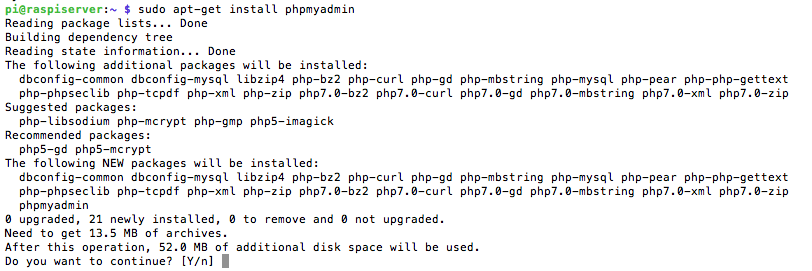 pi@raspiserver:~ $ sudo apt-get install phpmyadmin
Reading package lists... Done
Building dependency tree
Reading state information... Done
The following additional packages will be installed:
  dbconfig-common dbconfig-mysql libzip4 php-bz2 php-curl php-gd php-mbstring php-mysql php-pear php-php-gettext
  php-phpseclib php-tcpdf php-xml php-zip php7.0-bz2 php7.0-curl php7.0-gd php7.0-mbstring php7.0-xml php7.0-zip
Suggested packages:
  php-libsodium php-mcrypt php-gmp php5-imagick
Recommended packages:
  php5-gd php5-mcrypt
The following NEW packages will be installed:
  dbconfig-common dbconfig-mysql libzip4 php-bz2 php-curl php-gd php-mbstring php-mysql php-pear php-php-gettext
  php-phpseclib php-tcpdf php-xml php-zip php7.0-bz2 php7.0-curl php7.0-gd php7.0-mbstring php7.0-xml php7.0-zip
  phpmyadmin
0 upgraded, 21 newly installed, 0 to remove and 0 not upgraded.
Need to get 13.5 MB of archives.
After this operation, 52.0 MB of additional disk space will be used.
Do you want to continue? [Y/n]